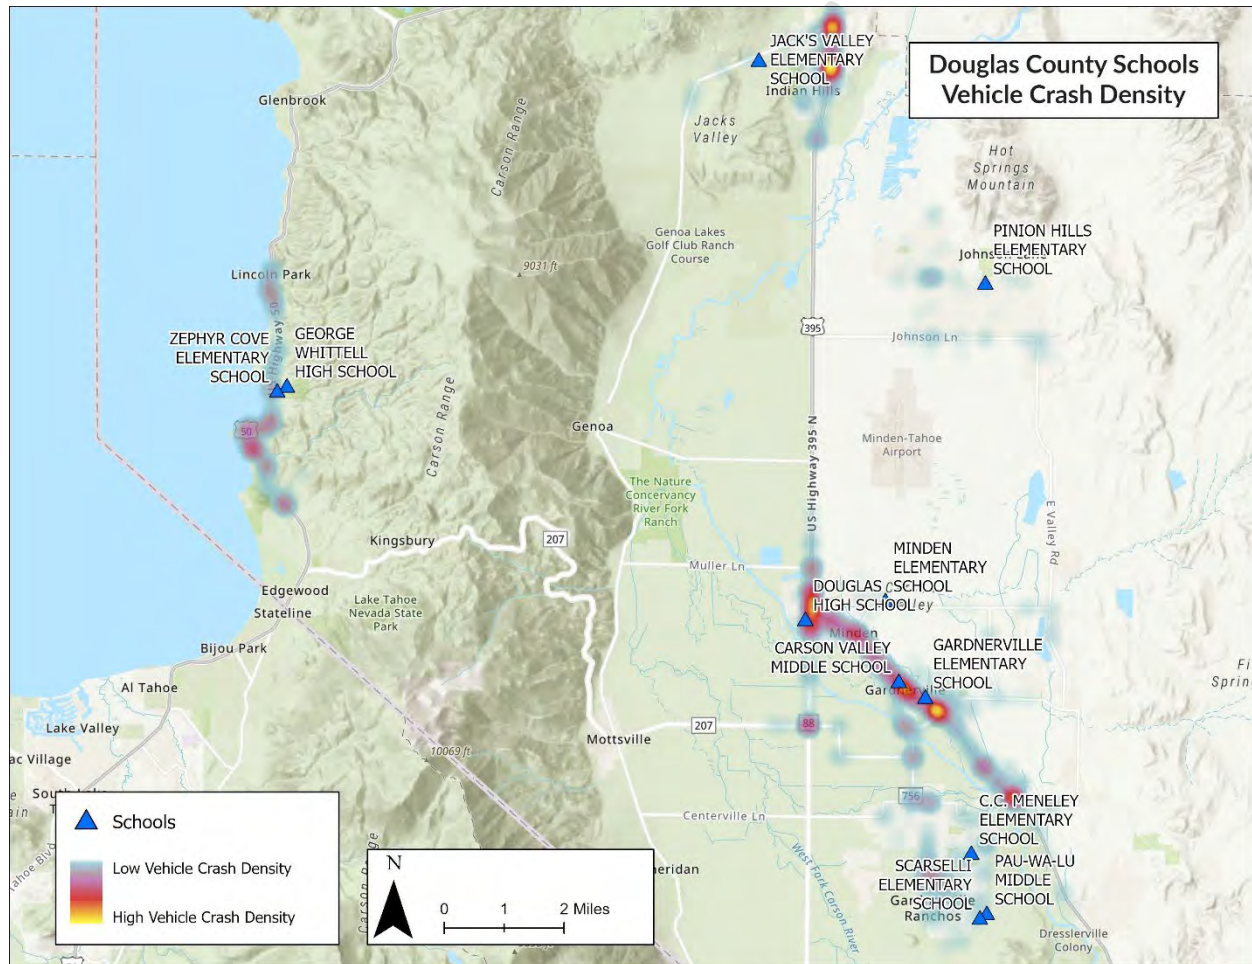 Douglas County Schools
Vehicle Crash Density
JACK'S VALLEY
ELEMENTARY
SCHOOL
Indian Hills
Glenbrook
Carson Range
Jacks
Valley
Hot
Springs
Mountain
PINION HILLS
ELEMENTARY
SCHOOL
Genoa Lakes
Golf Club Ranch
Course
9031 ft
Lincoln Park
Highway 50
395
Johnson Ln
ZEPHYR COVE
ELEMENTARY
SCHOOL
GEORGE
WHITTELL
HIGH SCHOOL
50
Carson Range
Genoa
Minden-Tahoe
Airport
The Nature
Concervancy
River Fork
Ranch
US Highway 395 N
E Valley Rd
Kingsbury
207
Muller Ln
MINDEN
ELEMENTARY
SCHOOL
DOUGLAS
HIGH SCHOOL
Edgewood
Stateline
Lake Tahoe
Nevada State
Park
Minden
CARSON VALLEY
MIDDLE SCHOOL
GARDNERVILLE
ELEMENTARY
SCHOOL
Gardnerville
Bijou Park
Al Tahoe
Lake Valley
Mottsville
207
88
10069 ft
756
Centerville Ln
C.C. MENELEY
ELEMENTARY
SCHOOL
West Fork Carson River
SCARSELLI
ELEMENTARY
SCHOOL
PAU-WA-LU
MIDDLE
SCHOOL
Ranchos
Dresslerville
Colony
Schools
Low Vehicle Crash Density
High Vehicle Crash Density
N
0 1 2 Miles